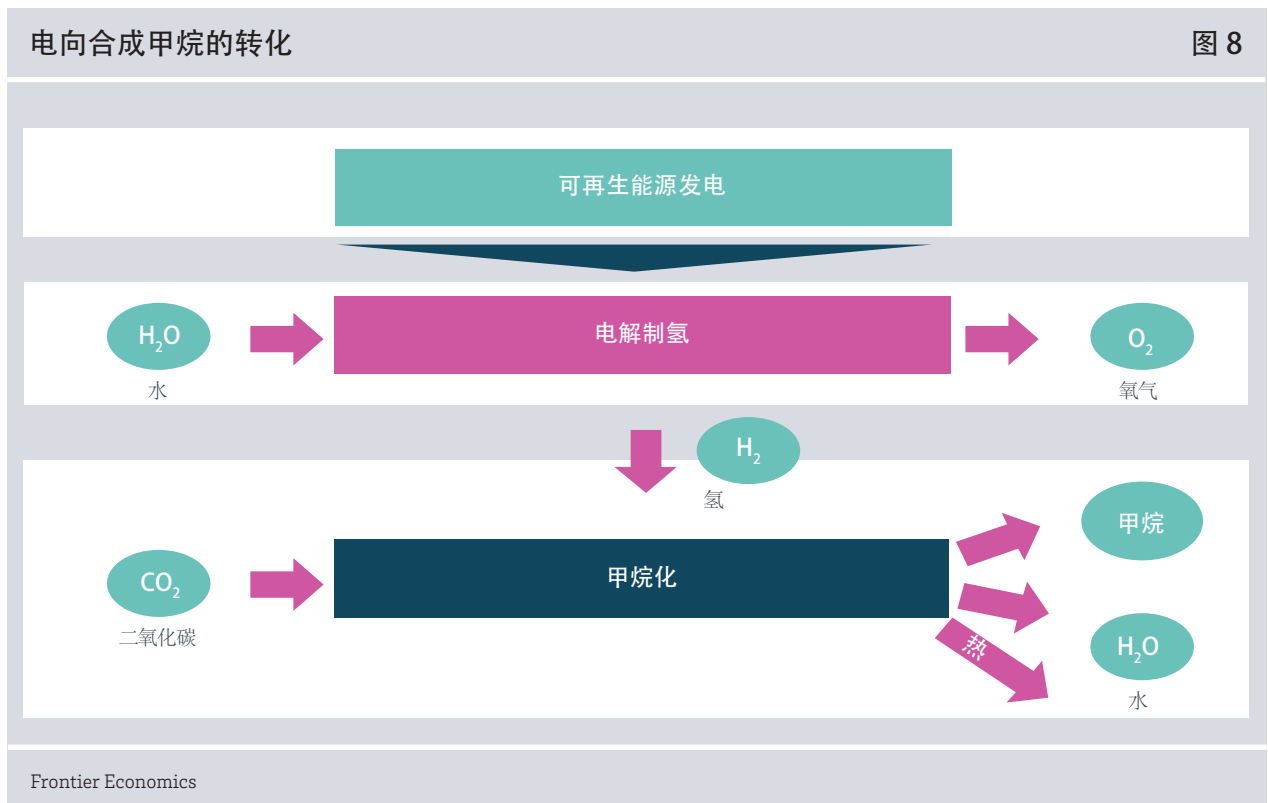 电向合成甲烷的转化
图 8
可再生能源发电
H₂O
水
电解制氢
O₂
氧气
H₂
氢
CO₂
二氧化碳
甲烷化
甲烷
热
H₂O
水
Frontier Economics